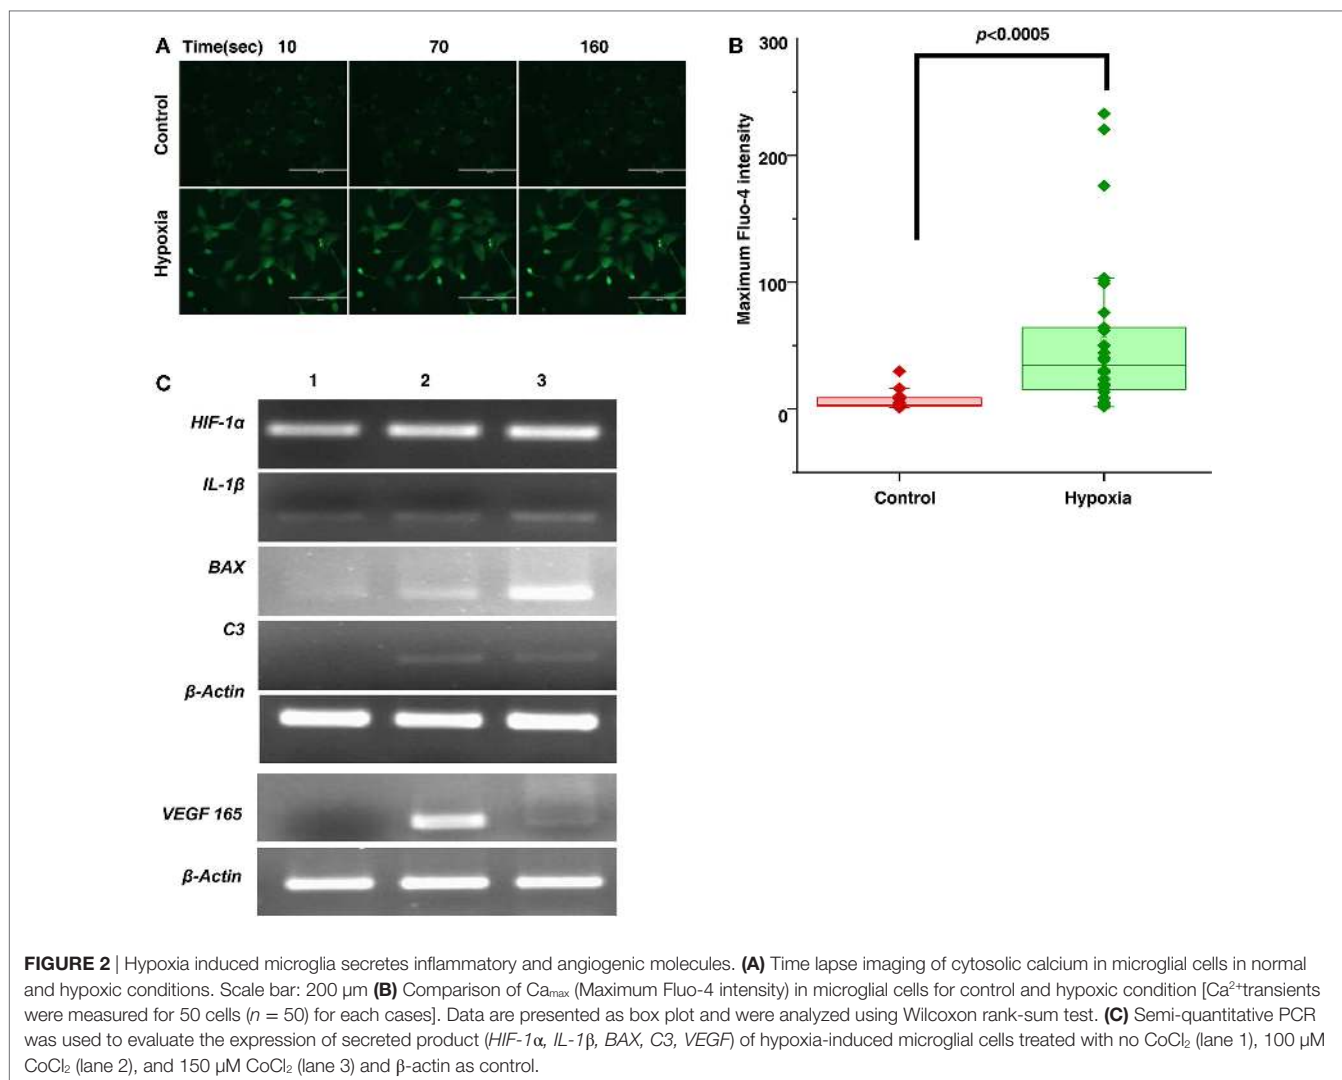 A Time(sec) 10 70 160
Control
Hypoxia
B
300
200
100
0
Maximum Fluo-4 intensity
p<0.0005
Control Hypoxia
C 1 2 3
HIF-1α
IL-1β
BAX
C3
β-Actin
VEGF 165
β-Actin
FIGURE 2 | Hypoxia induced microglia secretes inflammatory and angiogenic molecules. (A) Time lapse imaging of cytosolic calcium in microglial cells in normal
and hypoxic conditions. Scale bar: 200 µm (B) Comparison of Caₘₐₓ (Maximum Fluo-4 intensity) in microglial cells for control and hypoxic condition [Ca²⁺transients
were measured for 50 cells (n = 50) for each cases]. Data are presented as box plot and were analyzed using Wilcoxon rank-sum test. (C) Semi-quantitative PCR
was used to evaluate the expression of secreted product (HIF-1α, IL-1β, BAX, C3, VEGF) of hypoxia-induced microglial cells treated with no CoCl₂ (lane 1), 100 µM
CoCl₂ (lane 2), and 150 µM CoCl₂ (lane 3) and β-actin as control.